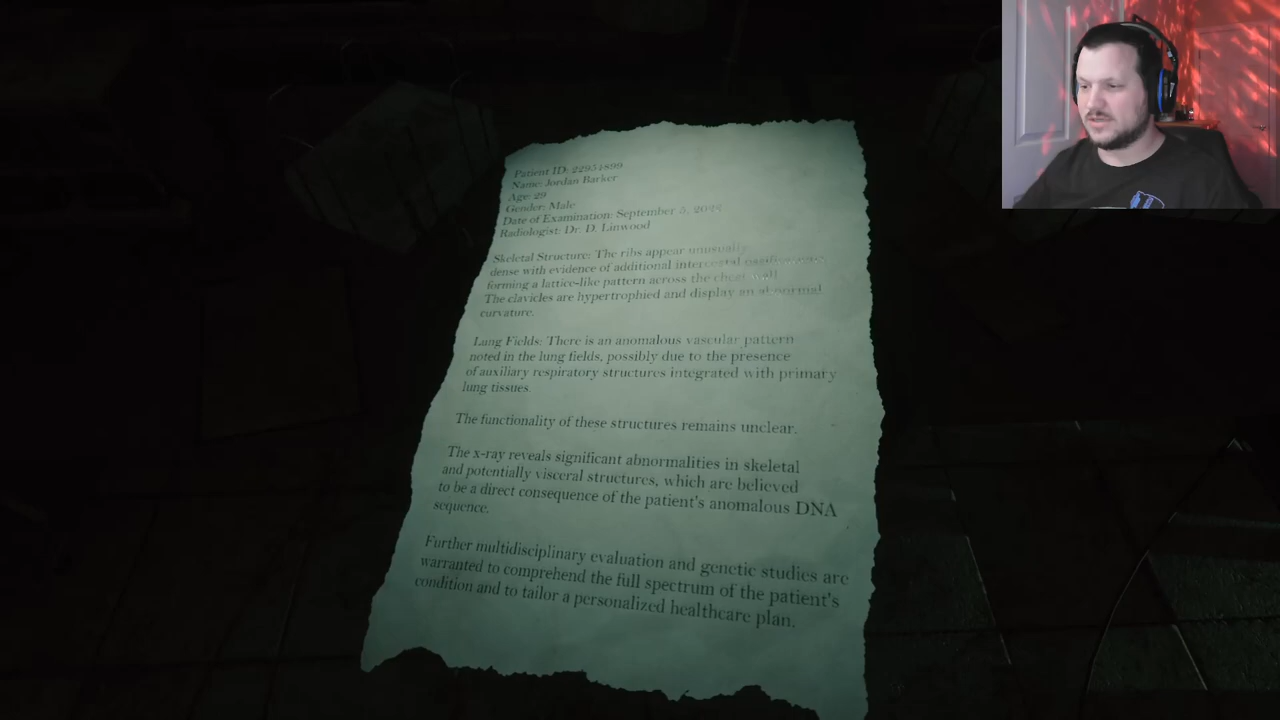 Patient ID: 22954899
Name: Jordan Barker
Age: 29
Gender: Male
Date of Examination: September 5,
Radiologist: Dr. D. Linwood
Skeletal Structure: The ribs appear unusually
dense with evidence of additional intercostal
forming a lattice-like pattern across the chest wall
The clavicles are hypertrophied and display an abnormal
curvature.
Lung Fields: There is an anomalous vascular pattern
noted in the lung fields, possibly due to the presence
of auxiliary respiratory structures integrated with primary
lung tissues.
The functionality of these structures remains unclear.
The x-ray reveals significant abnormalities in skeletal
and potentially visceral structures, which are believed
to be a direct consequence of the patient's anomalous DNA
sequence.
Further multidisciplinary evaluation and genetic studies are
warranted to comprehend the full spectrum of the patient's
condition and to tailor a personalized healthcare plan.